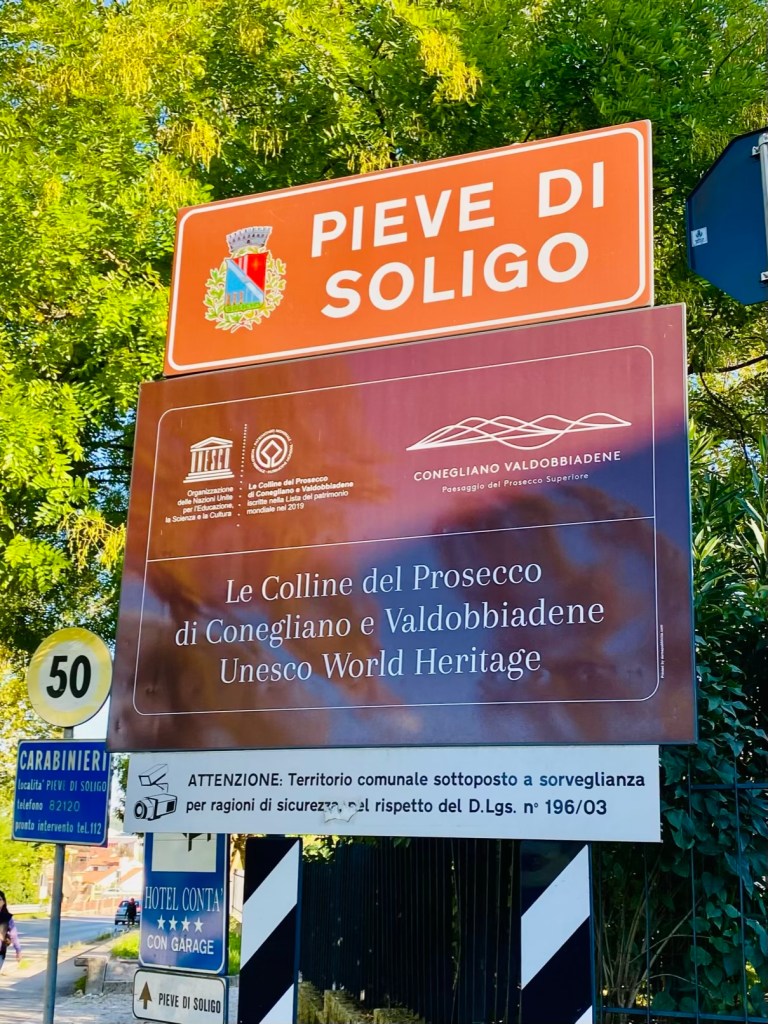 PIEVE DI
SOLIGO
UNESCO
Organizzazione
delle Nazioni Unite
per l'Educazione,
la Scienza e la Cultura
Le Colline del Prosecco
di Conegliano e Valdobbiadene
iscritte nella Lista del patrimonio
mondiale nel 2019
CONEGLIANO VALDOBBIADENE
Paesaggio del Prosecco Superiore
Le Colline del Prosecco
di Conegliano e Valdobbiadene
Unesco World Heritage
50
CARABINIERI
Località PIEVE DI SOLIGO
telefono 82120
pronto intervento tel.112
ATTENZIONE: Territorio comunale sottoposto a sorveglianza
per ragioni di sicurezza, nel rispetto del D.Lgs. n° 196/03
HOTEL CONTA'
CON GARAGE
PIEVE DI SOLIGO